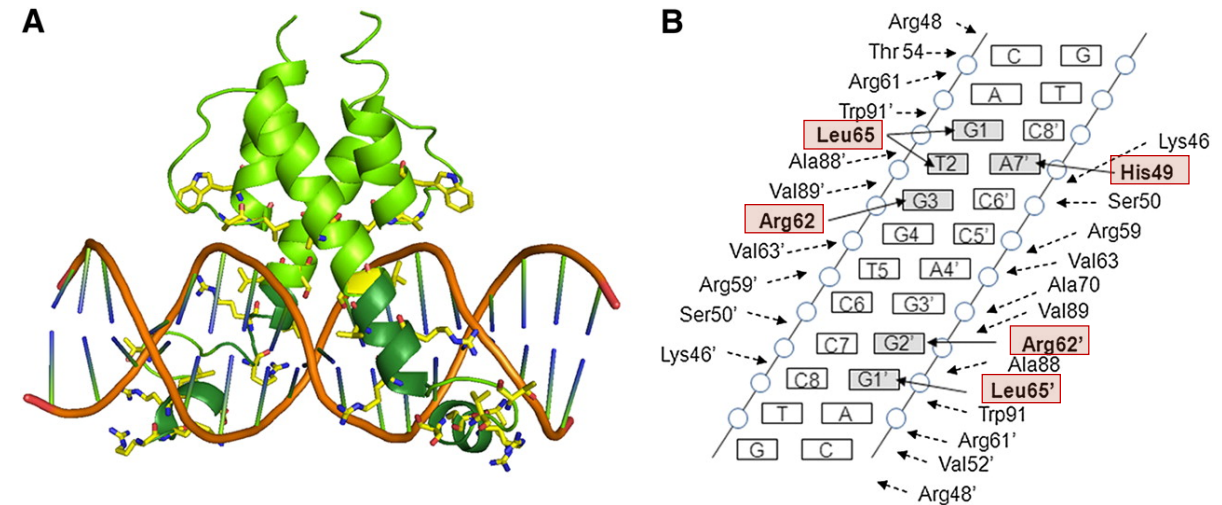 A
B
Arg48
Thr 54
C G
Arg61
A T
Trp91’
Leu65
G1 C8’
Lys46
Ala88’
T2 A7’
His49
Val89’
G3 C6’
Ser50
Arg62
G4 C5’
Arg59
Val63’
T5 A4’
Val63
Arg59’
Ala70
C6 G3’
Ser50’
Val89
C7 G2’
Arg62’
Lys46’
Ala88
C8 G1’
Leu65’
T A
Trp91
Arg61’
G C
Val52’
Arg48’